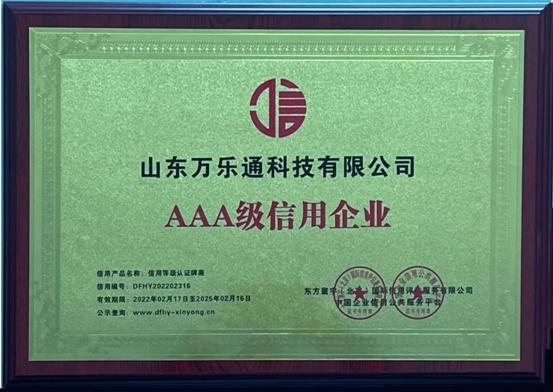 山东万乐通科技有限公司
AAA级信用企业
信用产品名称：信用等级认证牌匾
信用编号：DFHY202202316
有效期限：2022年02月17日至2025年02月16日
公示查询：www.dfhy-xinyong.cn
东方寰宇（北京）国际信用评估服务有限公司
中国企业信用公共服务平台